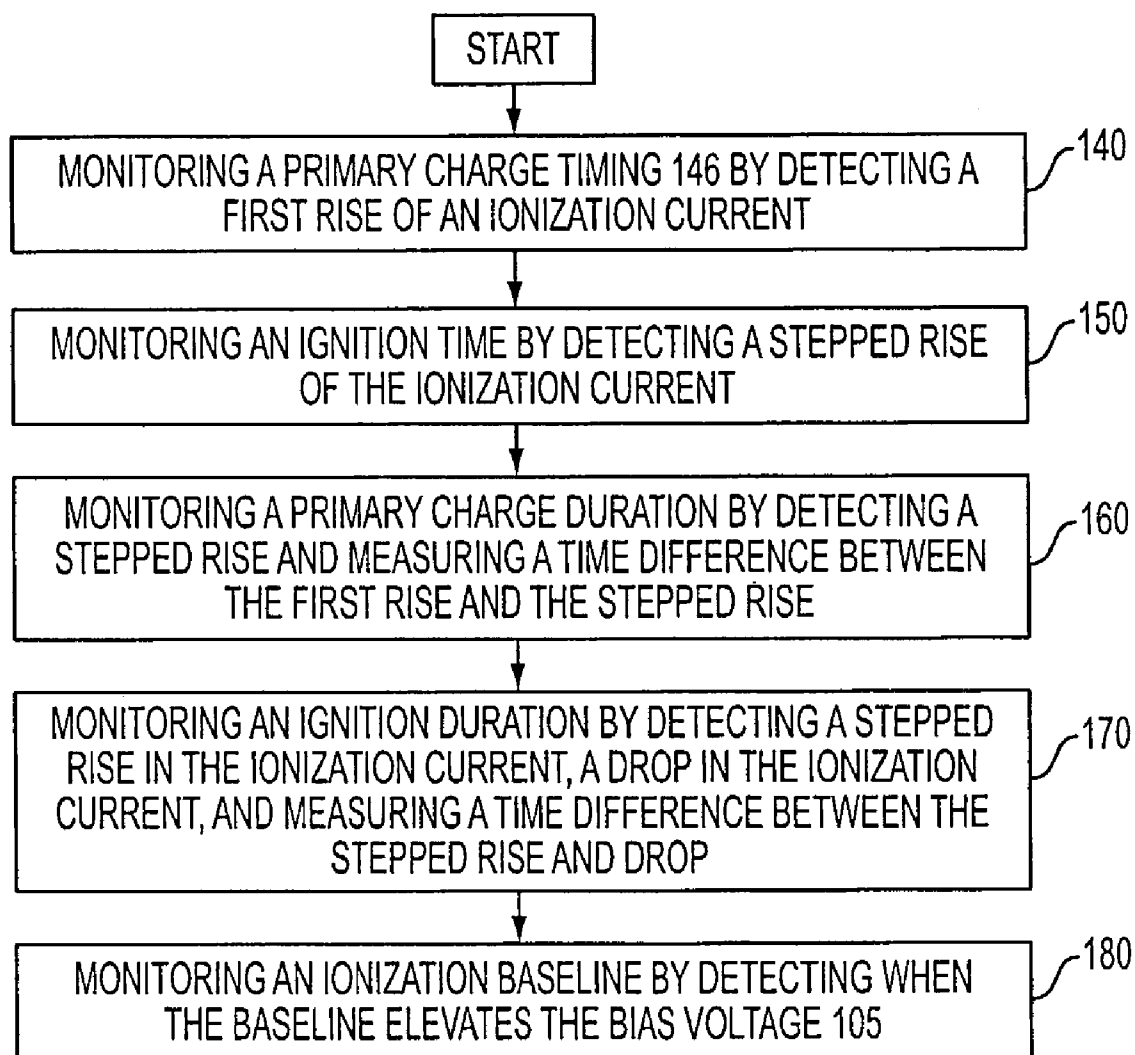 START
MONITORING A PRIMARY CHARGE TIMING 146 BY DETECTING A
FIRST RISE OF AN IONIZATION CURRENT
140
MONITORING AN IGNITION TIME BY DETECTING A STEPPED RISE
OF THE IONIZATION CURRENT
150
MONITORING A PRIMARY CHARGE DURATION BY DETECTING A
STEPPED RISE AND MEASURING A TIME DIFFERENCE BETWEEN
THE FIRST RISE AND THE STEPPED RISE
160
MONITORING AN IGNITION DURATION BY DETECTING A STEPPED
RISE IN THE IONIZATION CURRENT, A DROP IN THE IONIZATION
CURRENT, AND MEASURING A TIME DIFFERENCE BETWEEN THE
STEPPED RISE AND DROP
170
MONITORING AN IONIZATION BASELINE BY DETECTING WHEN
THE BASELINE ELEVATES THE BIAS VOLTAGE 105
180